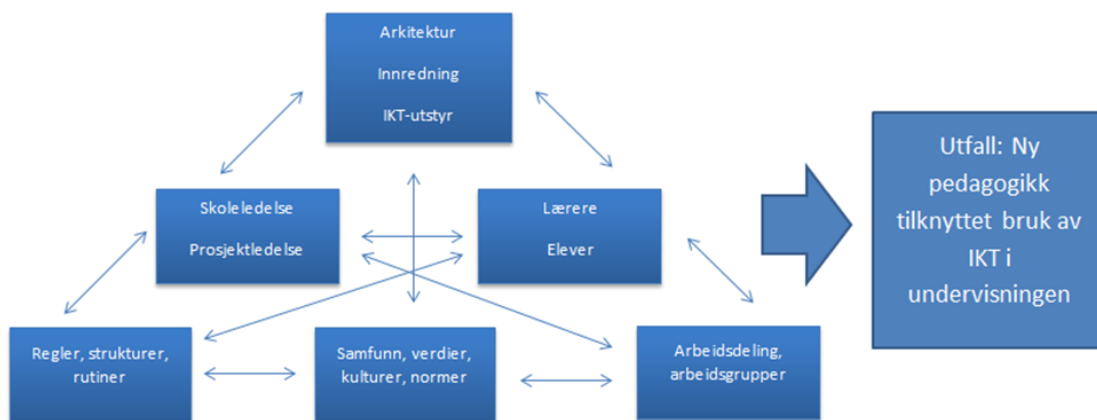 Arkitektur
Innredning
IKT-utstyr
Skoleledelse
Prosjektledelse
Lærere
Elever
Regler, strukturer,
rutiner
Samfunn, verdier,
kulturer, normer
Arbeidsdeling,
arbeidsgrupper
Utfall: Ny
pedagogikk
tilknyttet bruk av
IKT i
undervisningen